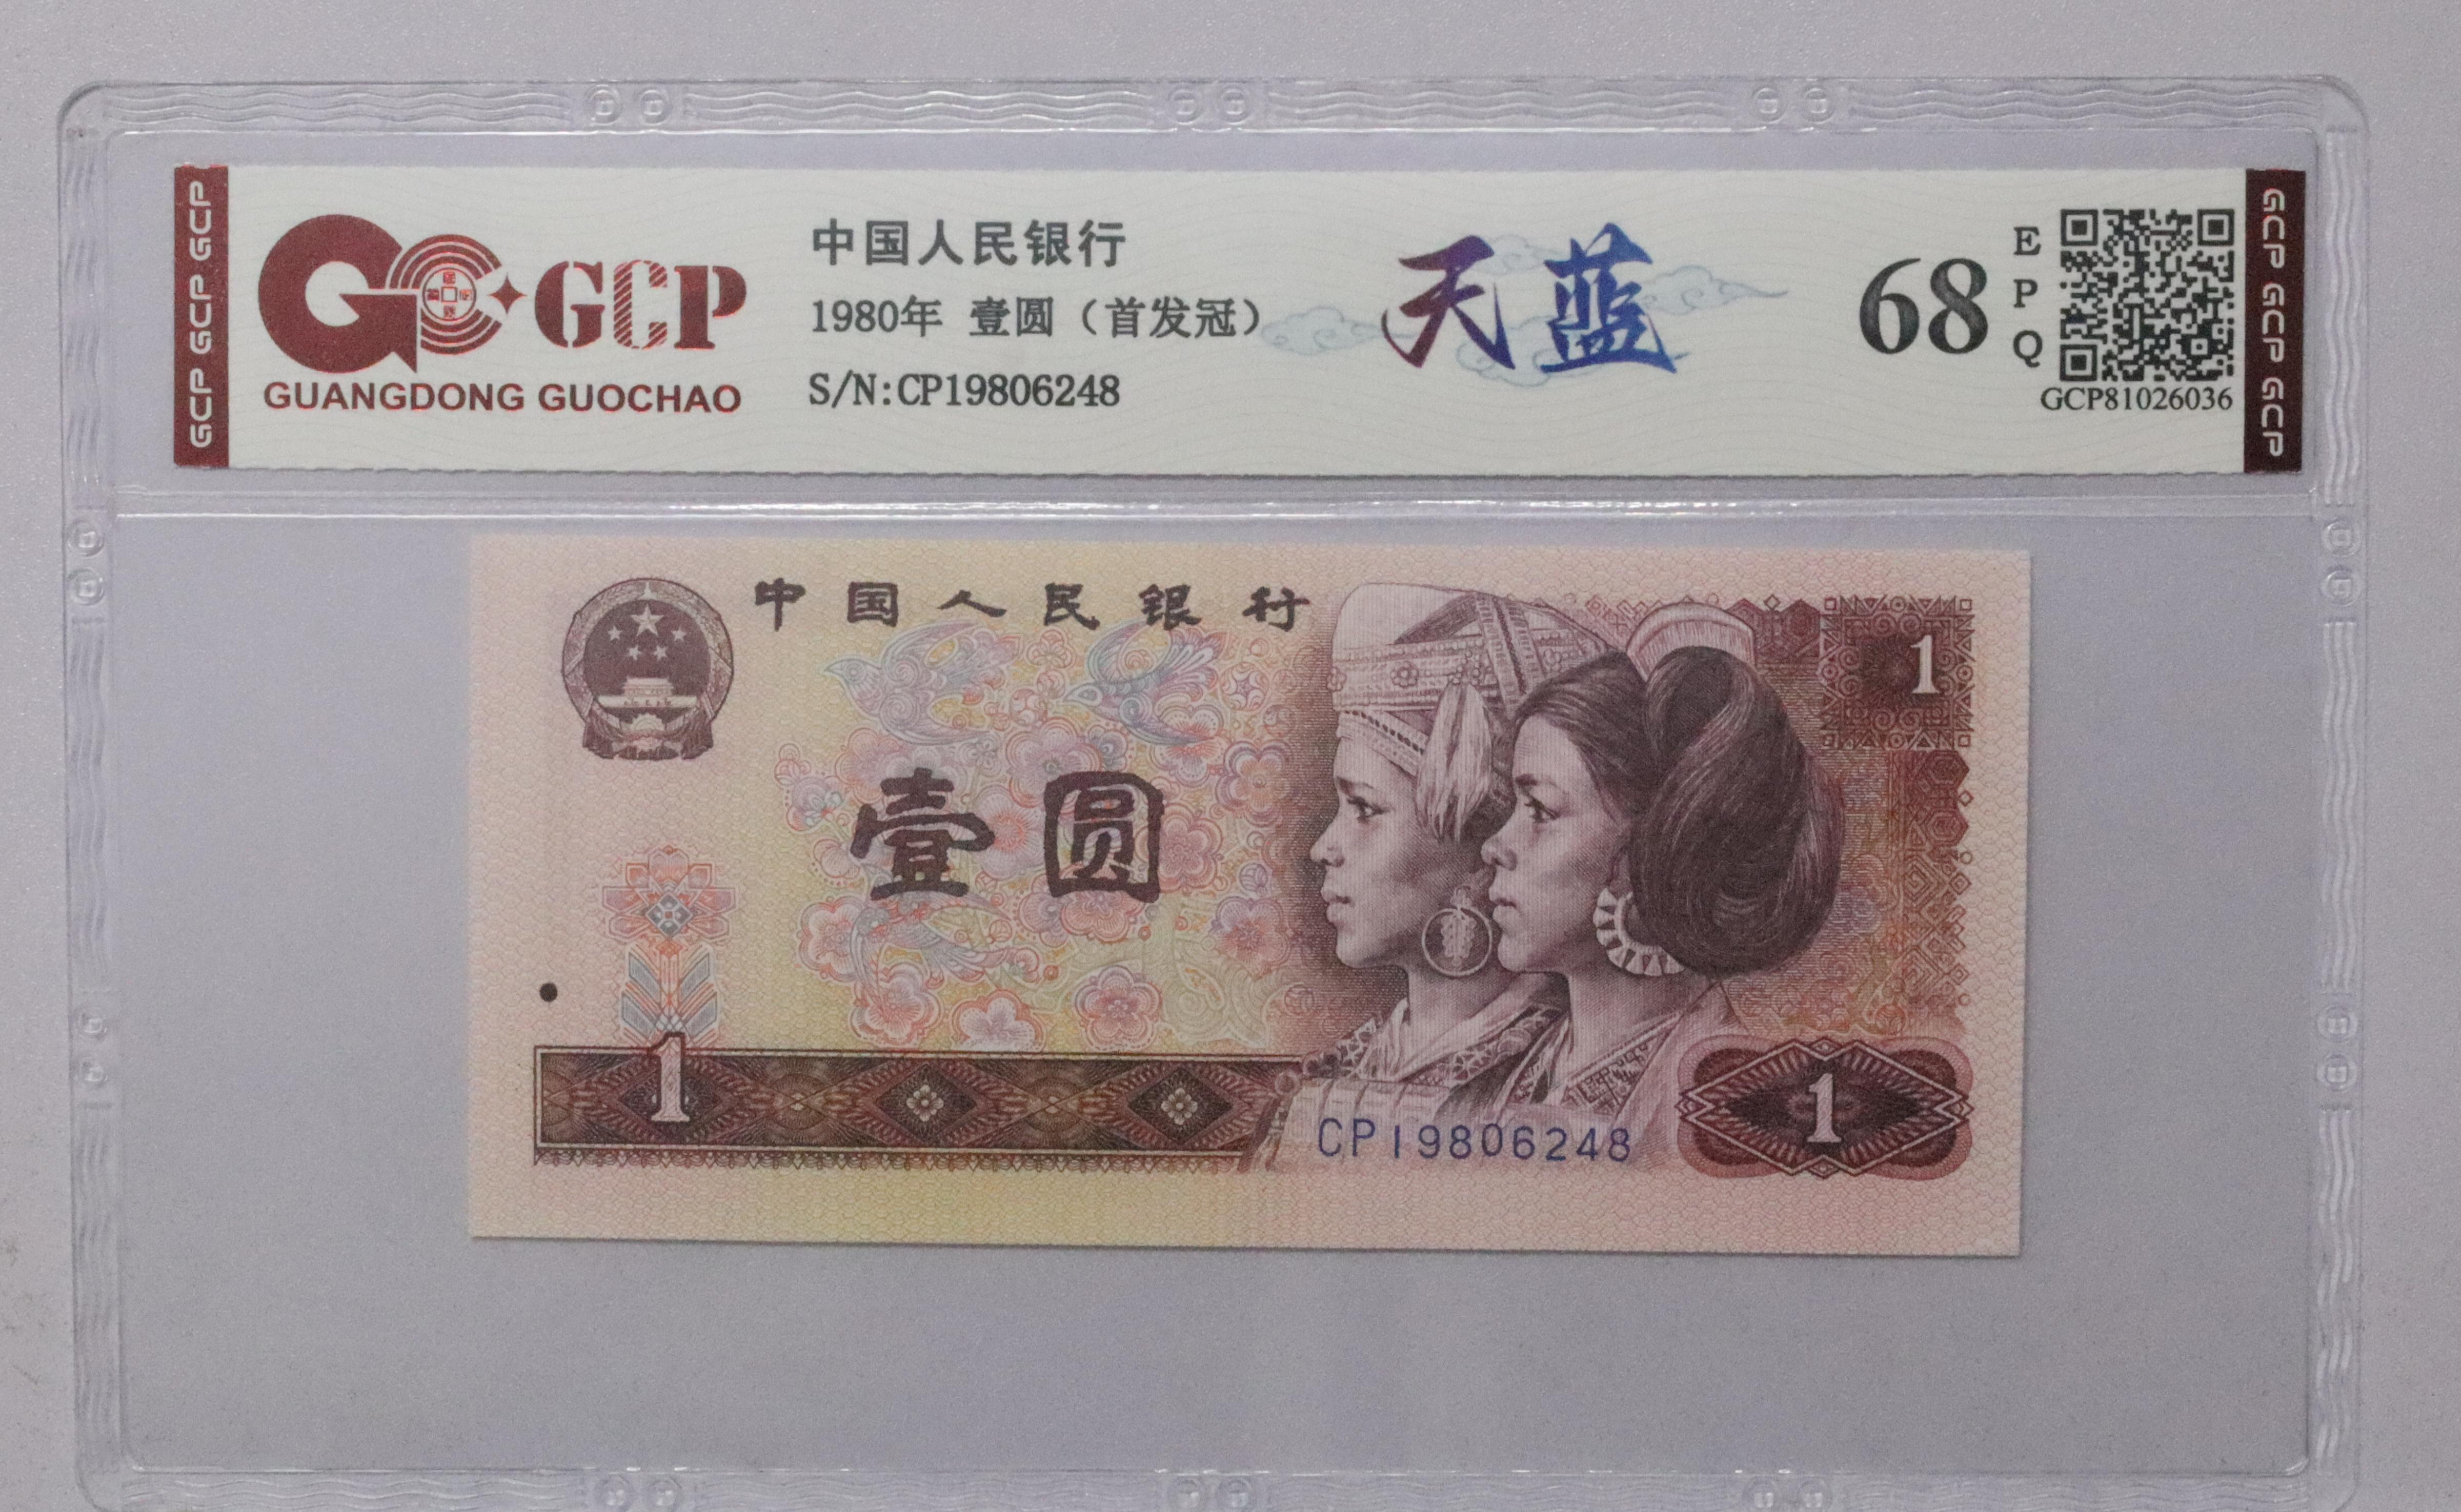 GCP GCP GCP
GCP
GUANGDONG GUOCHAO
中国人民银行
1980年 壹圆（首发冠）
S/N:CP19806248
天蓝
68
E
P
Q
GCP81026036
GCP GCP GCP
中国人民银行
1
壹圆
1
CP19806248
1